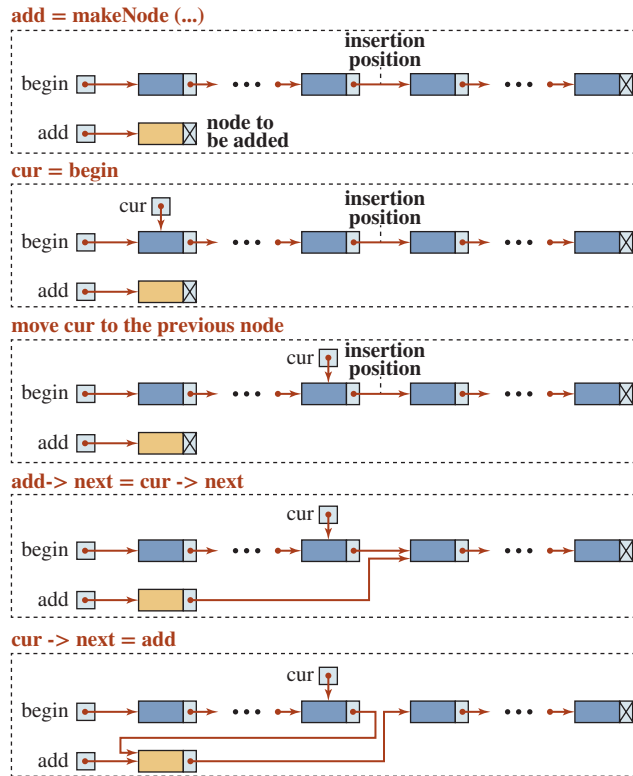 add = makeNode (...)
insertion
position
begin
add
node to
be added
cur = begin
cur
insertion
position
begin
add
move cur to the previous node
cur
insertion
position
begin
add
add-> next = cur -> next
cur
begin
add
cur -> next = add
cur
begin
add